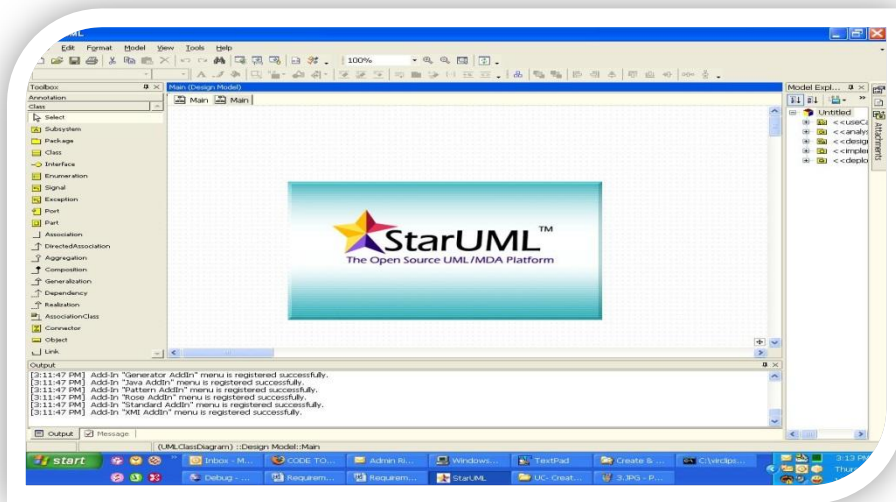 Edit Format Model View Tools Help
100%
Toolbox
Main (Design Model)
Model Expl...
Annotation
Class
Main Main
Select
Subsystem
Package
Class
Interface
Enumeration
Signal
Exception
Port
Part
Association
DirectedAssociation
Aggregation
Composition
Generalization
Dependency
Realization
AssociationClass
Connector
Object
Link
StarUML™
The Open Source UML/MDA Platform
Untitled
<<useCa
<<analys
<<design
<<implem
<<deplo
Attachments
Output
[3:11:47 PM] Add-In "Generator AddIn" menu is registered successfully.
[3:11:47 PM] Add-In "Java AddIn" menu is registered successfully.
[3:11:47 PM] Add-In "Pattern AddIn" menu is registered successfully.
[3:11:47 PM] Add-In "Rose AddIn" menu is registered successfully.
[3:11:47 PM] Add-In "Standard AddIn" menu is registered successfully.
[3:11:47 PM] Add-In "XMI AddIn" menu is registered successfully.
Output Message
(UMLClassDiagram) ::Design Model::Main
start
Inbox - M... CODE TO... Admin Ri... Windows... TextPad Create & ... C:\virclips...
Debug - ... Requirem... Requirem... StarUML UC- Creat... 3.JPG - P...
3:13 PM